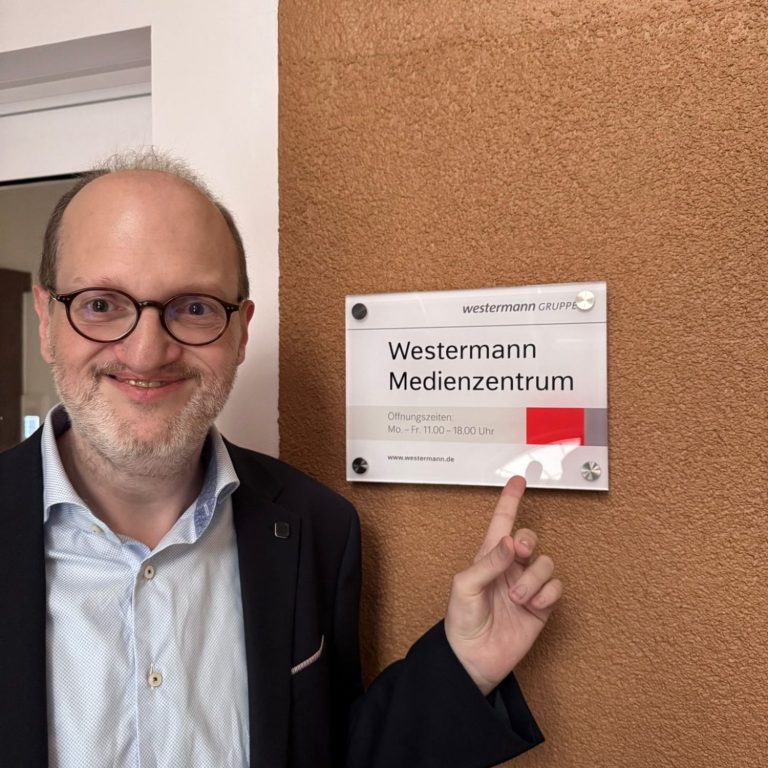 westermann GRUPPE
Westermann
Medienzentrum
Öffnungszeiten:
Mo. – Fr. 11.00 – 18.00 Uhr
www.westermann.de